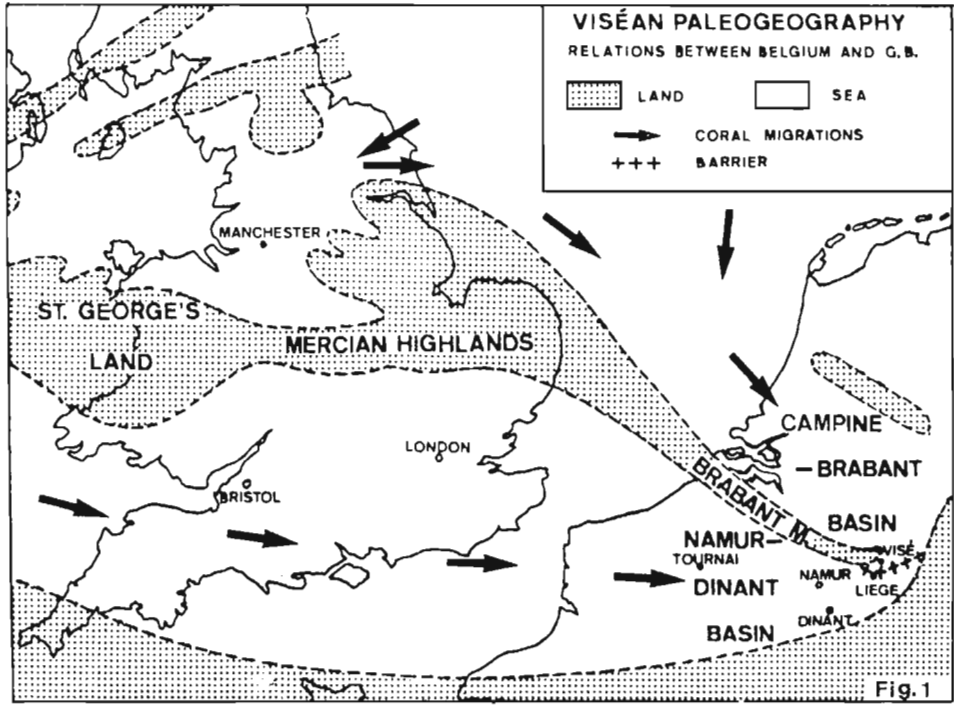 VISÉAN PALEOGEOGRAPHY
RELATIONS BETWEEN BELGIUM AND G.B.
LAND
SEA
CORAL MIGRATIONS
+++ BARRIER
MANCHESTER
ST. GEORGE'S
LAND
MERCIAN HIGHLANDS
LONDON
BRISTOL
CAMPINE
–BRABANT
BASIN
BRABANT M.
VISÉ
NAMUR–
TOURNAI
DINANT
NAMUR
LIEGE
DINANT
BASIN
Fig.1